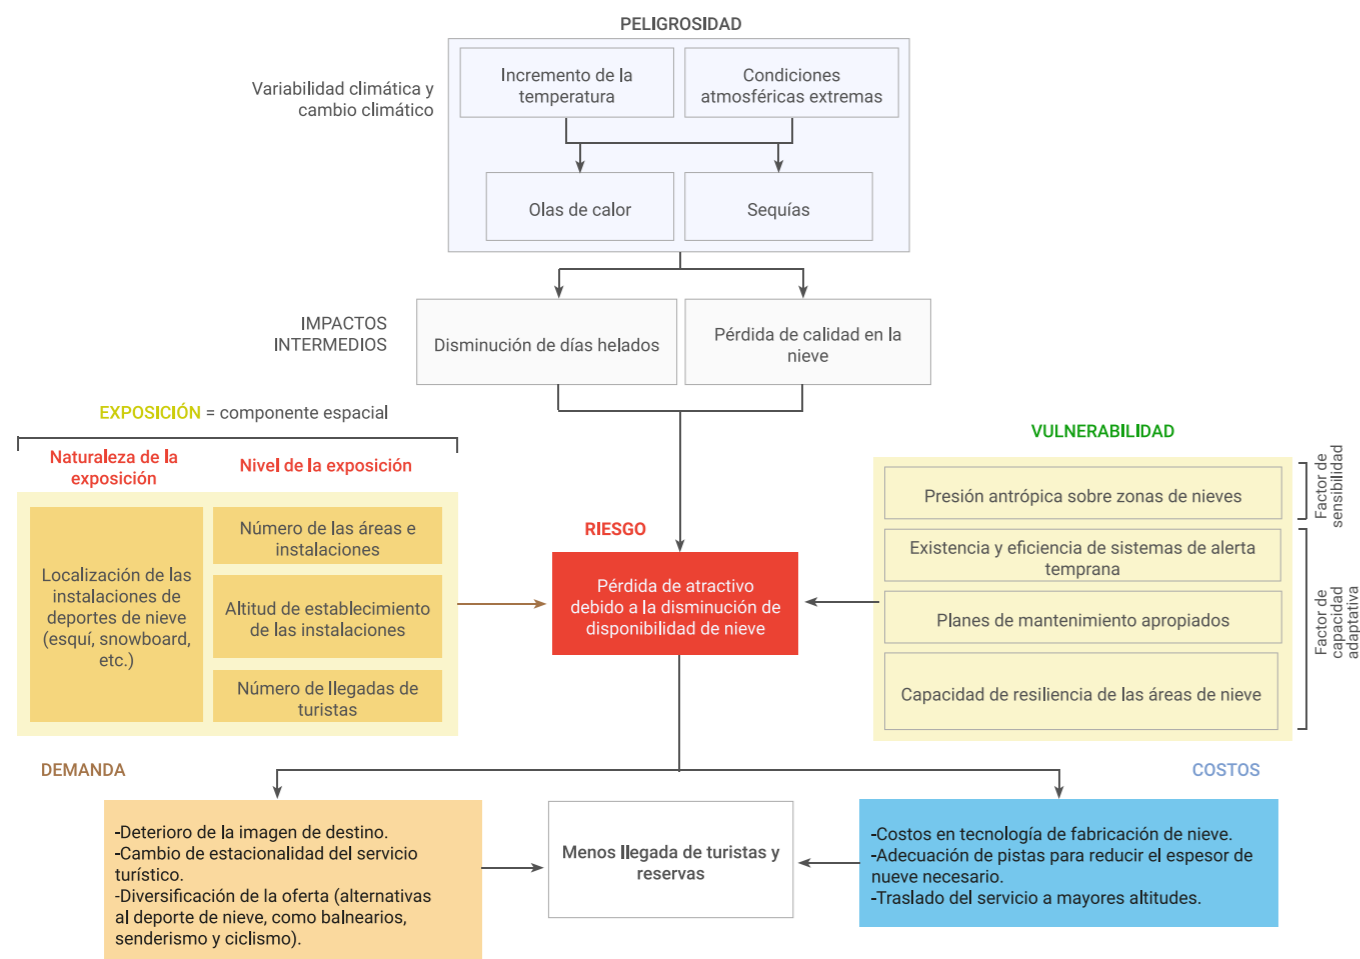 PELIGROSIDAD
Variabilidad climática y
cambio climático
Incremento de la
temperatura
Condiciones
atmosféricas extremas
Olas de calor
Sequías
IMPACTOS
INTERMEDIOS
Disminución de días helados
Pérdida de calidad en la
nieve
EXPOSICIÓN = componente espacial
Naturaleza de la
exposición
Nivel de la exposición
Localización de las
instalaciones de
deportes de nieve
(esquí, snowboard,
etc.)
Número de las áreas e
instalaciones
Altitud de establecimiento
de las instalaciones
Número de llegadas de
turistas
RIESGO
Pérdida de atractivo
debido a la disminución de
disponibilidad de nieve
VULNERABILIDAD
Presión antrópica sobre zonas de nieves
Existencia y eficiencia de sistemas de alerta
temprana
Planes de mantenimiento apropiados
Capacidad de resiliencia de las áreas de nieve
Factor de
sensibilidad
Factor de
capacidad
adaptativa
DEMANDA
-Deterioro de la imagen de destino.
-Cambio de estacionalidad del servicio
turístico.
-Diversificación de la oferta (alternativas
al deporte de nieve, como balnearios,
senderismo y ciclismo).
Menos llegada de turistas y
reservas
COSTOS
-Costos en tecnología de fabricación de nieve.
-Adecuación de pistas para reducir el espesor de
nueve necesario.
-Traslado del servicio a mayores altitudes.